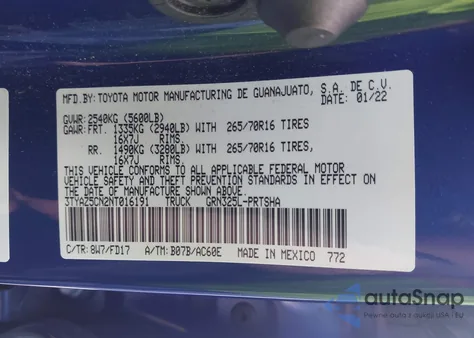 MFD.BY: TOYOTA MOTOR MANUFACTURING DE GUANAJUATO, S.A. DE C.V.
DATE: 01/22
GVWR: 2540KG (5600LB)
GAWR: FRT. 1335KG (2940LB) WITH 265/70R16 TIRES
16X7J RIMS.
RR. 1490KG (3280LB) WITH 265/70R16 TIRES
16X7J RIMS.
THIS VEHICLE CONFORMS TO ALL APPLICABLE FEDERAL MOTOR
VEHICLE SAFETY AND THEFT PREVENTION STANDARDS IN EFFECT ON
THE DATE OF MANUFACTURE SHOWN ABOVE.
3TYAZ5CN2NT016191 TRUCK GRN325L-PRTSHA
C/TR: 8W7/FD17 A/TM: B07B/AC60E MADE IN MEXICO 772
autoSnap